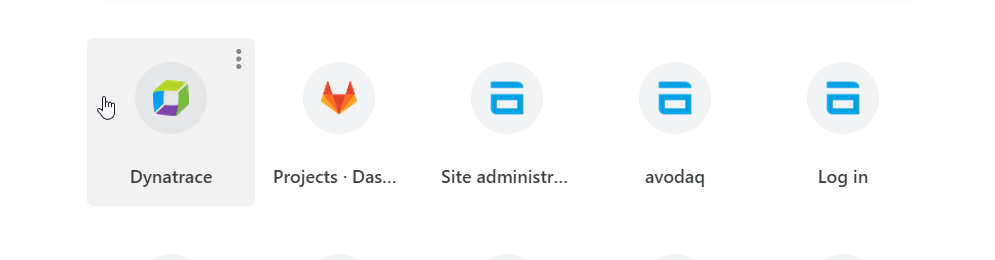 Dynatrace
Projects · Das...
Site administr...
avodaq
Log in